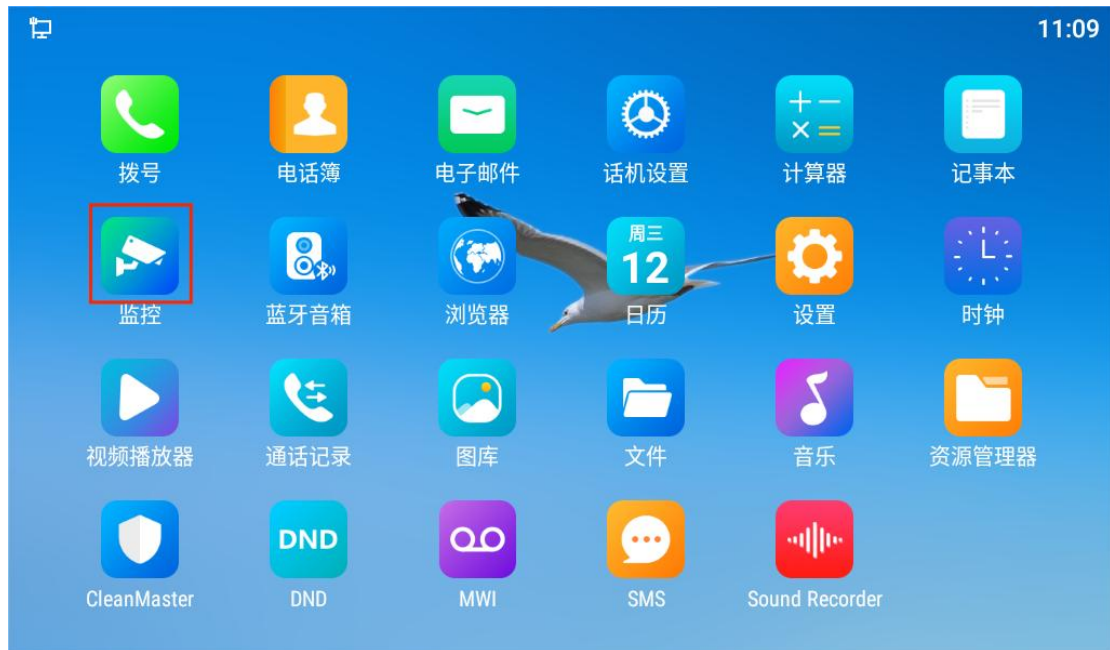 11:09
拨号
电话簿
电子邮件
话机设置
计算器
记事本
监控
蓝牙音箱
浏览器
周三
12
日历
设置
时钟
视频播放器
通话记录
图库
文件
音乐
资源管理器
DND
CleanMaster
DND
MWI
SMS
Sound Recorder